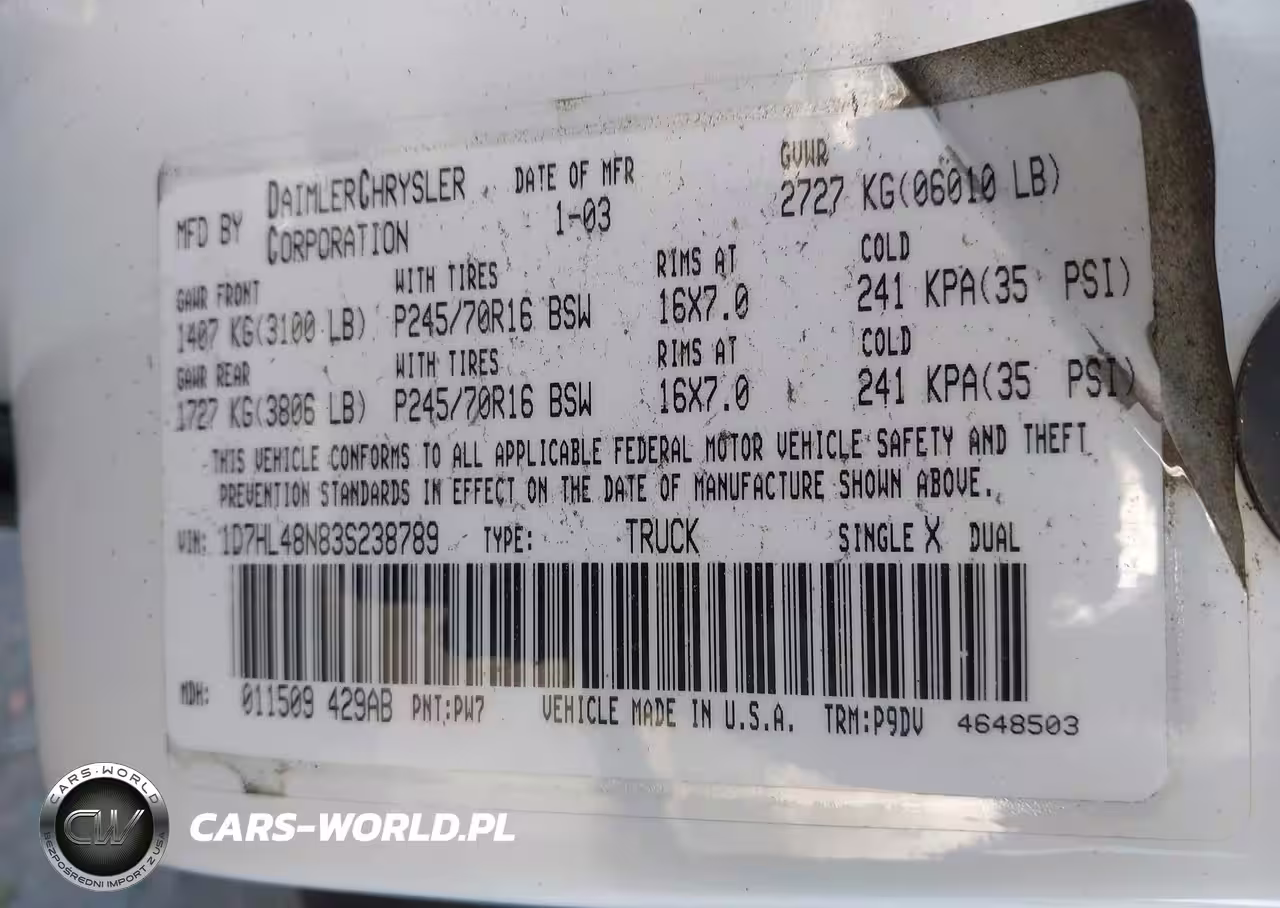 MFD BY DAIMLERCHRYSLER CORPORATION
DATE OF MFR
1-03
GVWR
2727 KG(06010 LB)
GAWR FRONT WITH TIRES RIMS AT COLD
1407 KG(3100 LB) P245/70R16 BSW 16X7.0 241 KPA(35 PSI)
GAWR REAR WITH TIRES RIMS AT COLD
1727 KG(3806 LB) P245/70R16 BSW 16X7.0 241 KPA(35 PSI)
THIS VEHICLE CONFORMS TO ALL APPLICABLE FEDERAL MOTOR VEHICLE SAFETY AND THEFT
PREVENTION STANDARDS IN EFFECT ON THE DATE OF MANUFACTURE SHOWN ABOVE.
VIN: 1D7HL48N83S238789 TYPE: TRUCK SINGLE X DUAL
MDH: 011509 429AB PNT:PW7 VEHICLE MADE IN U.S.A. TRM:P9DV 4648503
CARS-WORLD
CW
BEZPOŚREDNI IMPORT Z USA
CARS-WORLD.PL